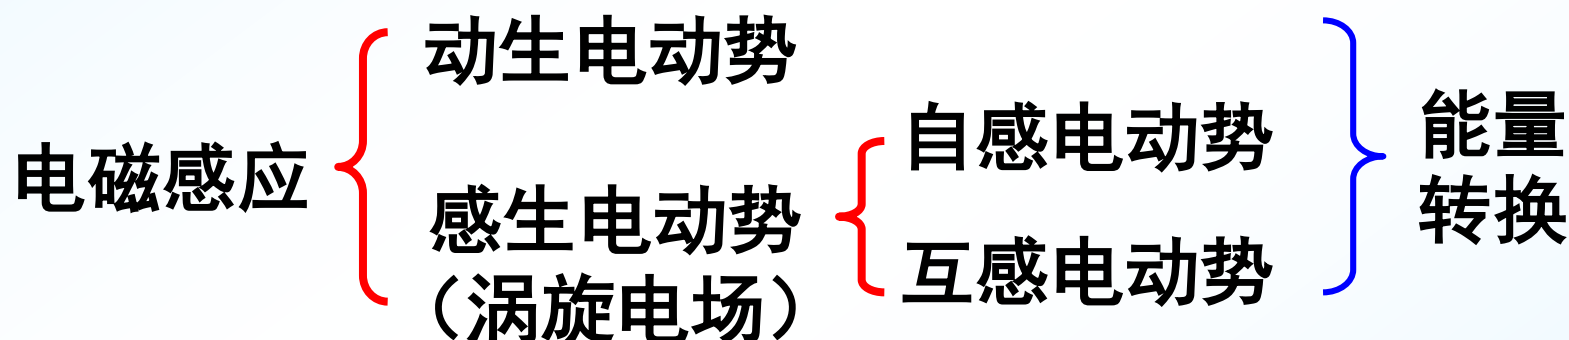 电磁感应
动生电动势
感生电动势
（涡旋电场）
自感电动势
互感电动势
能量
转换